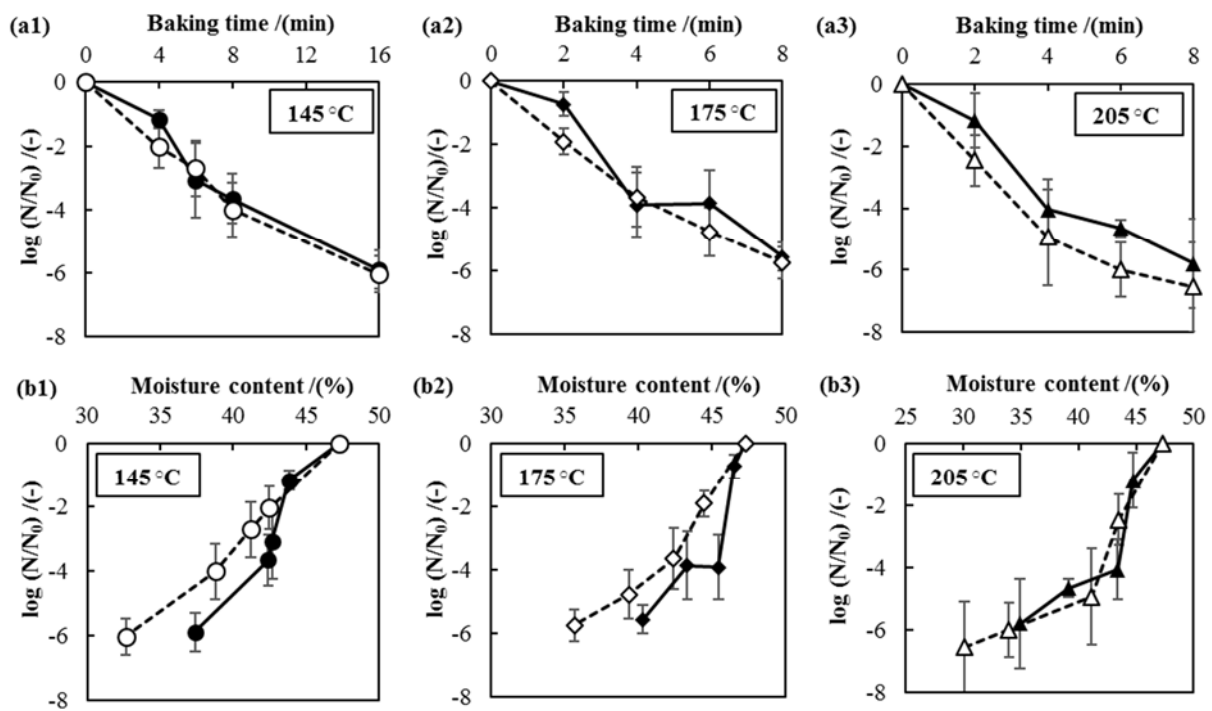 (a1) Baking time /(min)
0 4 8 12 16
0
-2
-4
-6
-8
log (N/N0) /(-)
145 °C
(a2) Baking time /(min)
0 2 4 6 8
0
-2
-4
-6
-8
log (N/N0)/(-)
175 °C
(a3) Baking time /(min)
0 2 4 6 8
0
-2
-4
-6
-8
log (N/N0) /(-)
205 °C
(b1) Moisture content /(%)
30 35 40 45 50
0
-2
-4
-6
-8
log (N/N0) /(-)
145 °C
(b2) Moisture content /(%)
30 35 40 45 50
0
-2
-4
-6
-8
log (N/N0) /(-)
175 °C
(b3) Moisture content /(%)
25 30 35 40 45 50
0
-2
-4
-6
-8
log (N/N0) /(-)
205 °C